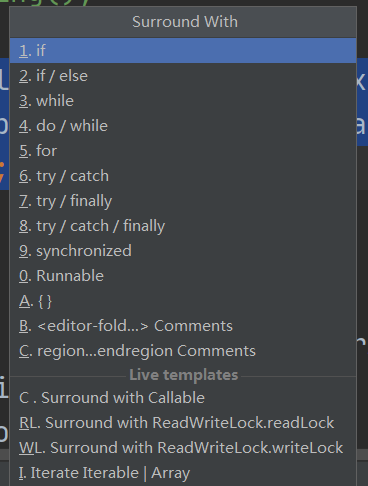 Surround With
1. if
2. if / else
3. while
4. do / while
5. for
6. try / catch
7. try / finally
8. try / catch / finally
9. synchronized
0. Runnable
A. { }
B. <editor-fold...> Comments
C. region...endregion Comments
Live templates
C . Surround with Callable
RL. Surround with ReadWriteLock.readLock
WL. Surround with ReadWriteLock.writeLock
I. Iterate Iterable | Array